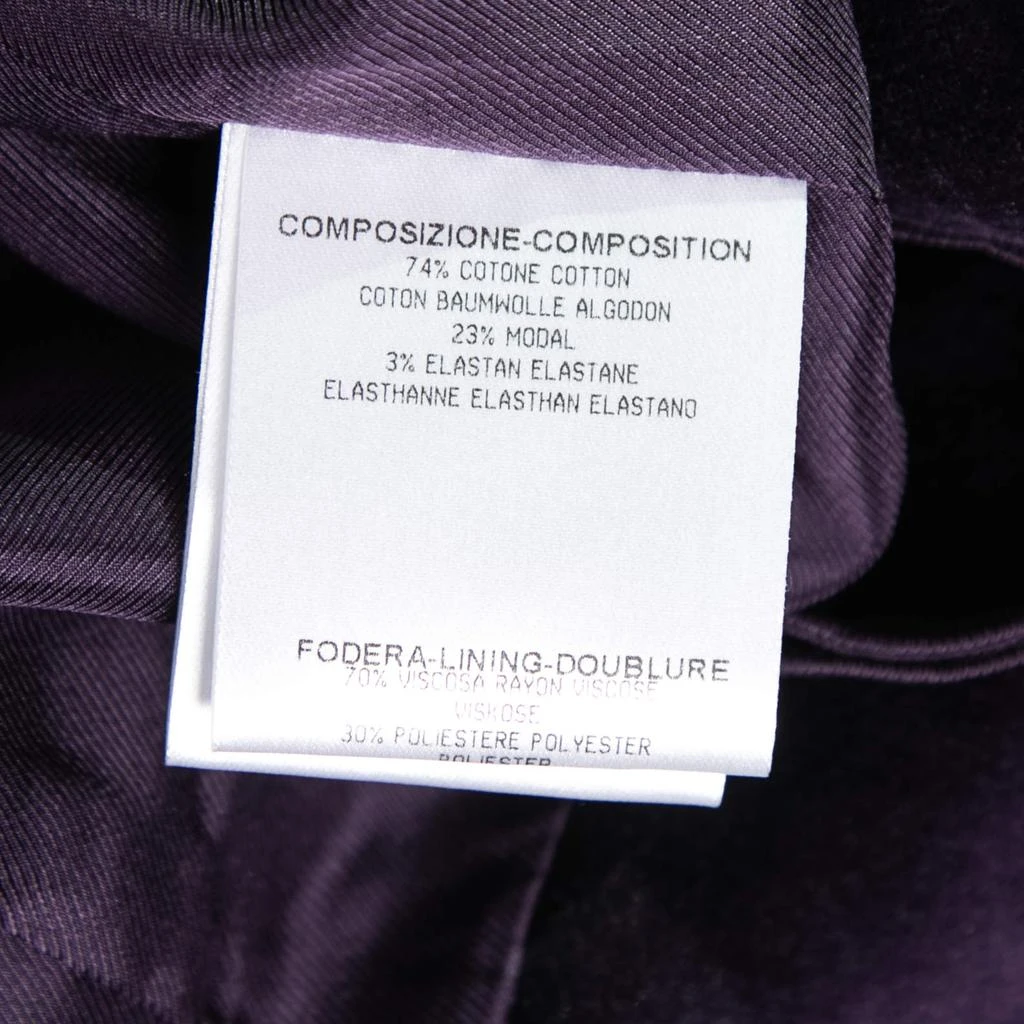 COMPOSIZIONE-COMPOSITION
74% COTONE COTTON
COTON BAUMWOLLE ALGODON
23% MODAL
3% ELASTAN ELASTANE
ELASTHANNE ELASTHAN ELASTANO
FODERA-LINING-DOUBLURE
70% VISCOSA RAYON VISCOSE
VISKOSE
30% POLIESTERE POLYESTER
POLIESTER